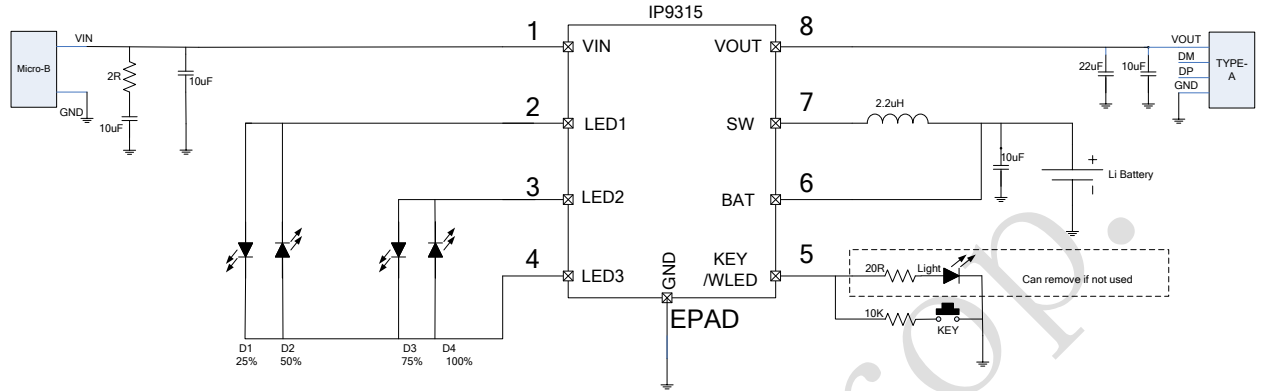 IP9315
1
8
VIN
VIN
VOUT
VOUT
Micro-B
2R
10uF
GND
10uF
22uF
10uF
DM
DP
GND
TYPE-
A
2
LED1
7
SW
2.2uH
3
LED2
6
BAT
10uF
+
-
Li Battery
4
LED3
5
KEY
/WLED
GND
EPAD
20R
Light
Can remove if not used
10K
KEY
D1
25%
D2
50%
D3
75%
D4
100%